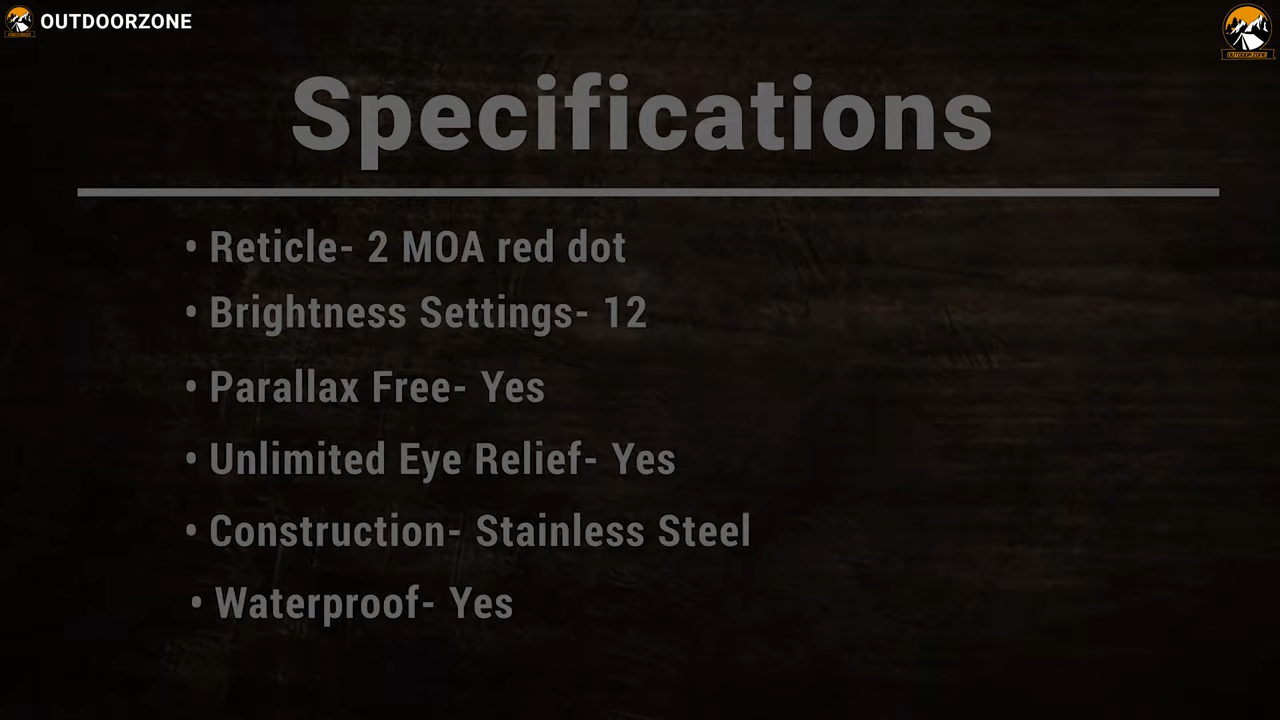 OUTDOORZONE
OUTDOORZONE
Specifications
• Reticle- 2 MOA red dot
• Brightness Settings- 12
• Parallax Free- Yes
• Unlimited Eye Relief- Yes
• Construction- Stainless Steel
• Waterproof- Yes